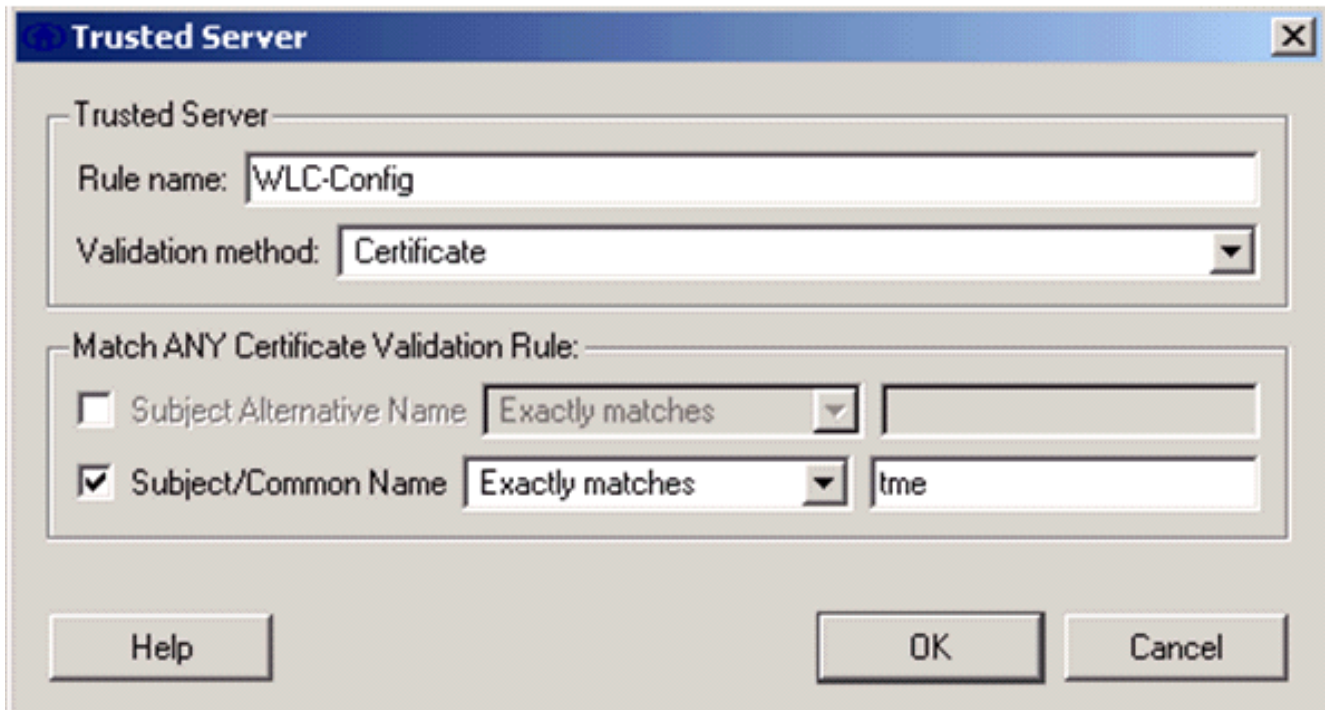 Trusted Server
Trusted Server
Rule name: WLC-Config
Validation method: Certificate
Match ANY Certificate Validation Rule:
Subject Alternative Name Exactly matches
Subject/Common Name Exactly matches tme
Help OK Cancel